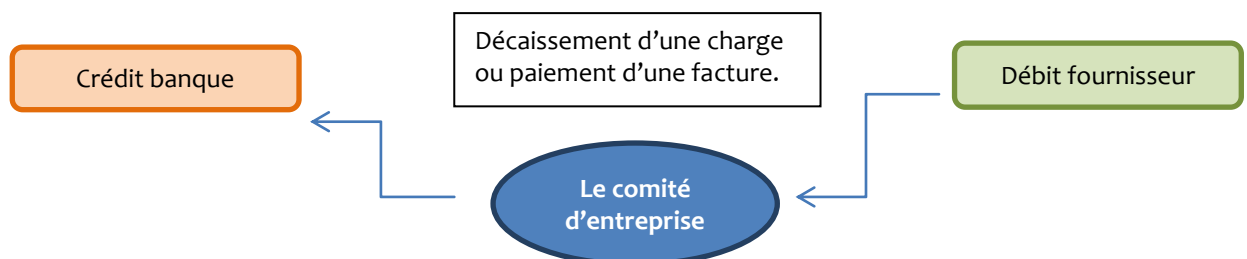 Décaissement d’une charge
ou paiement d’une facture.
Crédit banque
Débit fournisseur
Le comité
d’entreprise